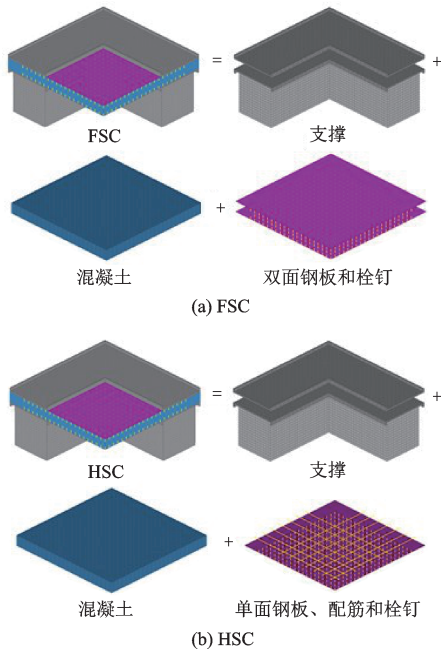 =
+
FSC
支撑
+
混凝土
双面钢板和栓钉
(a) FSC
=
+
HSC
支撑
+
混凝土
单面钢板、配筋和栓钉
(b) HSC